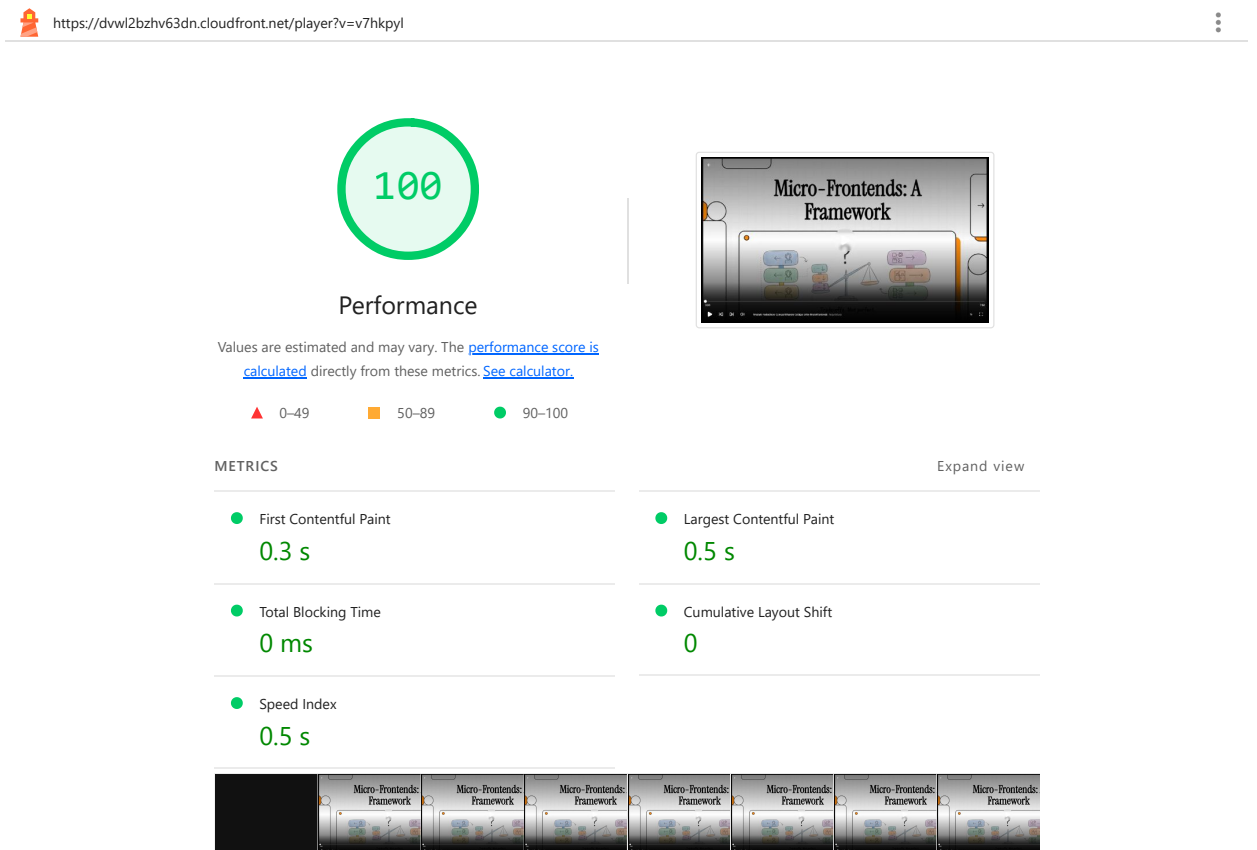 https://dvwl2bzhv63dn.cloudfront.net/player?v=v7hkpyl
100
Performance
Values are estimated and may vary. The performance score is
calculated directly from these metrics. See calculator.
0–49
50–89
90–100
Micro-Frontends: A
Framework
?
METRICS
Expand view
First Contentful Paint
0.3 s
Largest Contentful Paint
0.5 s
Total Blocking Time
0 ms
Cumulative Layout Shift
0
Speed Index
0.5 s
Micro-Frontends: Micro-Frontends: Micro-Frontends: Micro-Frontends: Micro-Frontends: Micro-Frontends: Micro-Frontends:
Framework Framework Framework Framework Framework Framework Framework
? ? ? ? ? ? ?